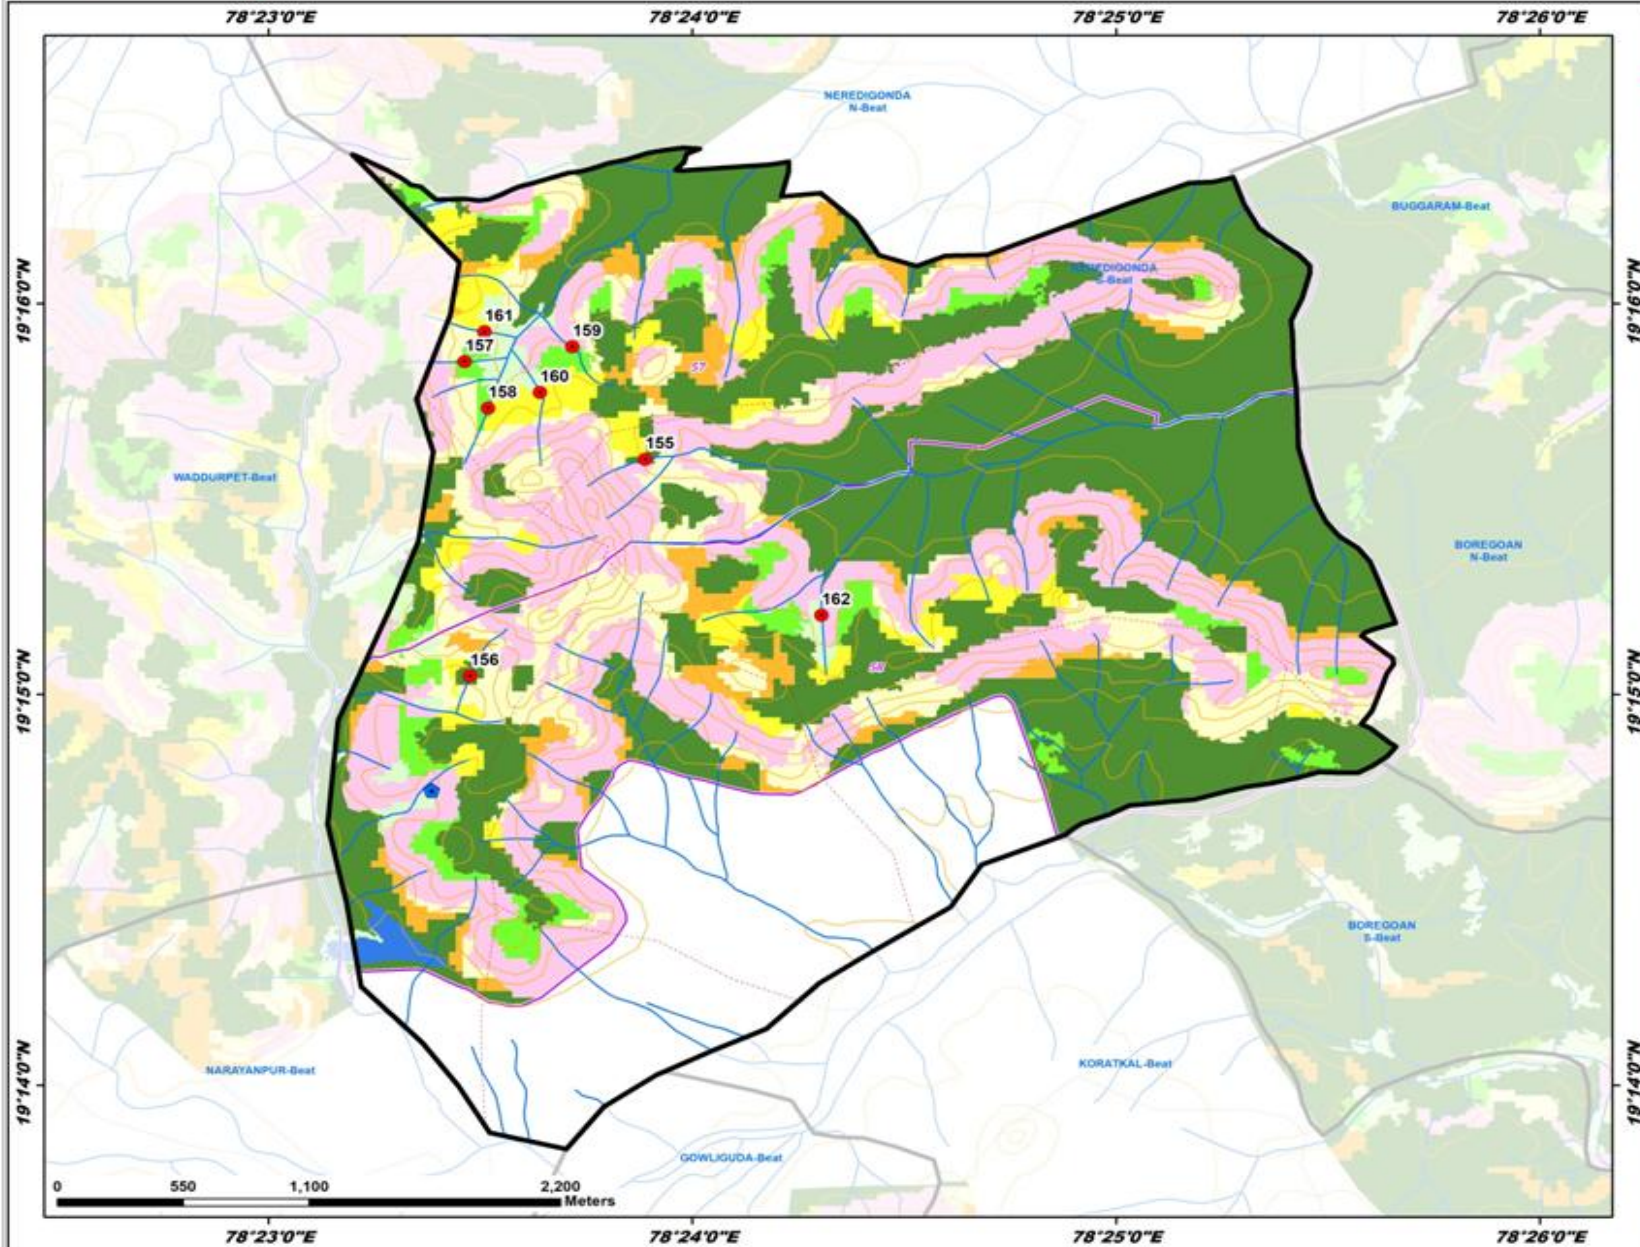 78°23'0"E
78°24'0"E
78°25'0"E
78°26'0"E
NEREDIGONDA
N-Beat
BUGGARAM-Beat
19°16'0"N
NEREDIGONDA
S-Beat
19°16'0"N
161
159
157
57
160
158
155
WADDURPET-Beat
BOREGOAN
N-Beat
162
156
58
19°15'0"N
19°15'0"N
BOREGOAN
S-Beat
19°14'0"N
NARAYANPUR-Beat
KORATKAL-Beat
19°14'0"N
GOWLIGUDA-Beat
0
550
1,100
2,200
Meters
78°23'0"E
78°24'0"E
78°25'0"E
78°26'0"E